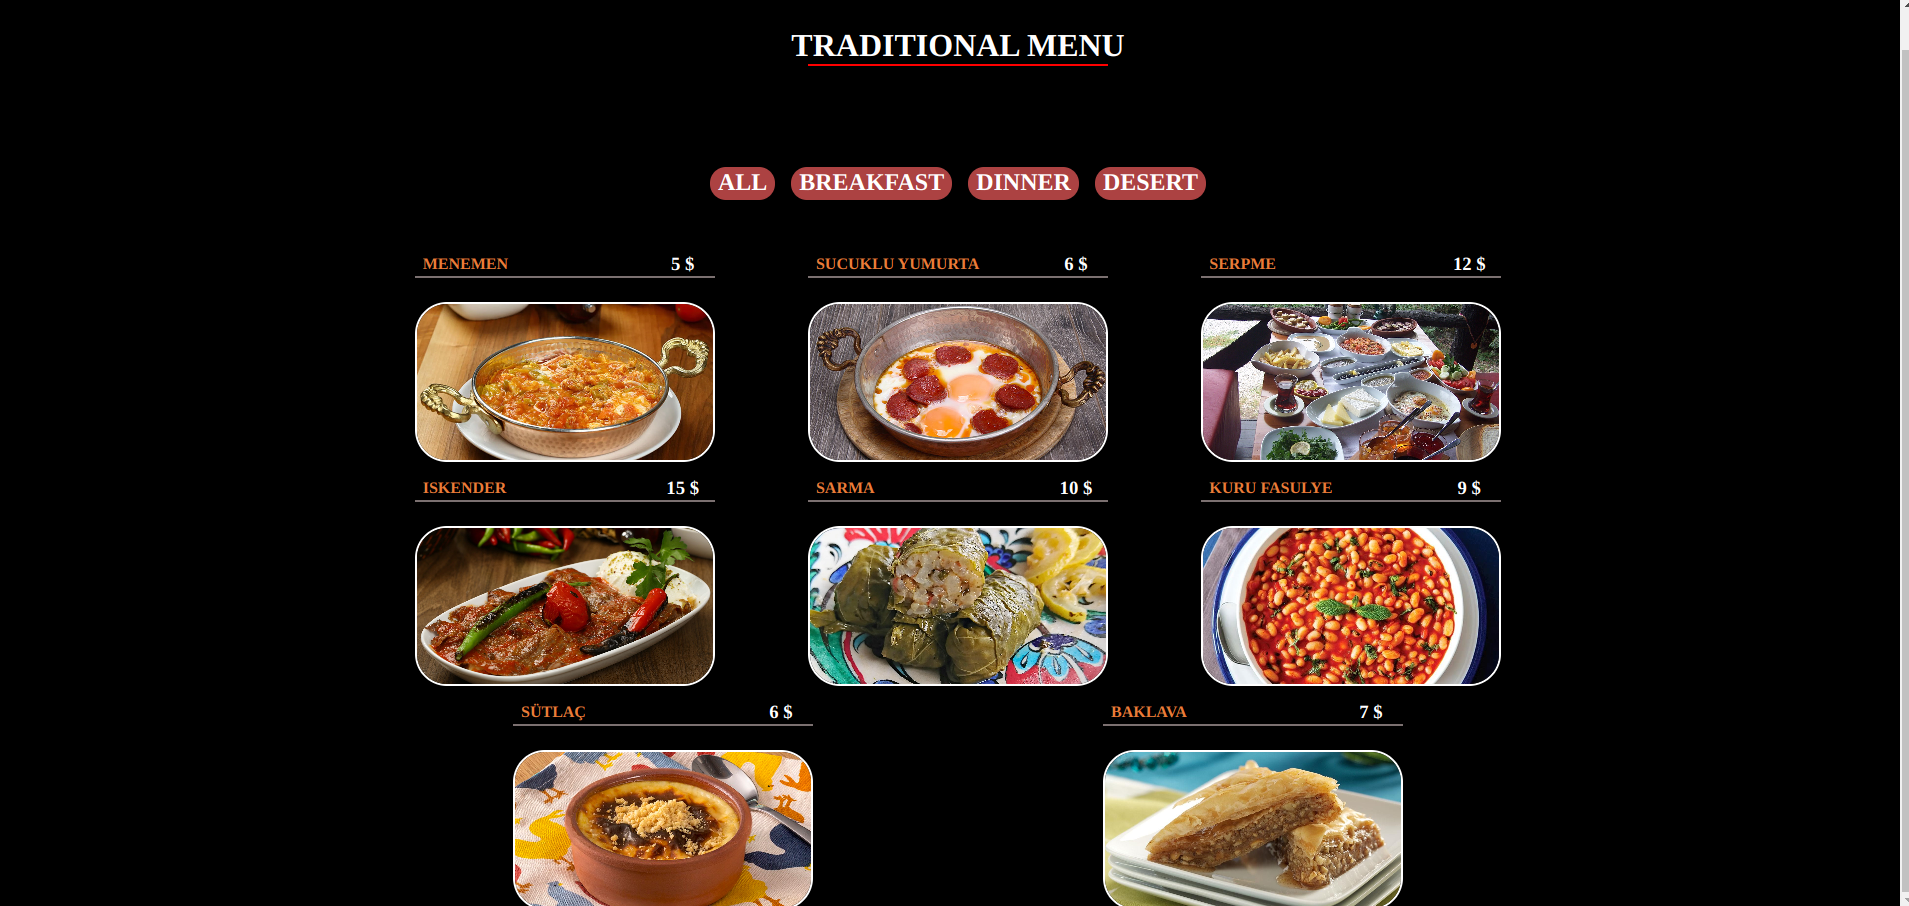 TRADITIONAL MENU
ALL BREAKFAST DINNER DESERT
MENEMEN 5 $
SUCUKLU YUMURTA 6 $
SERPME 12 $
ISKENDER 15 $
SARMA 10 $
KURU FASULYE 9 $
SÜTLAÇ 6 $
BAKLAVA 7 $